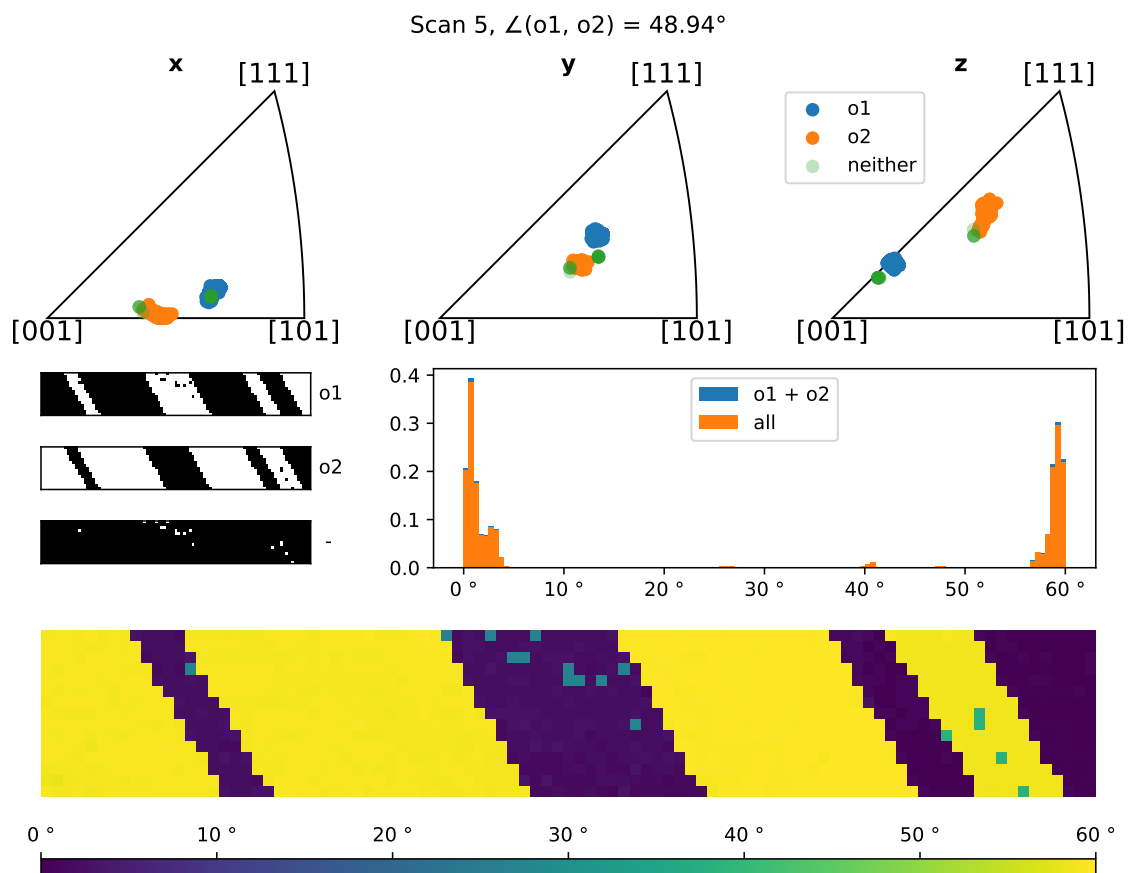 Scan 5, ∠(o1, o2) = 48.94°
x
y
z
[111]
[111]
[111]
o1
o2
neither
[001]
[101]
[001]
[101]
[001]
[101]
o1
o2
-
0.4
0.3
0.2
0.1
0.0
o1 + o2
all
0 °
10 °
20 °
30 °
40 °
50 °
60 °
0 °
10 °
20 °
30 °
40 °
50 °
60 °